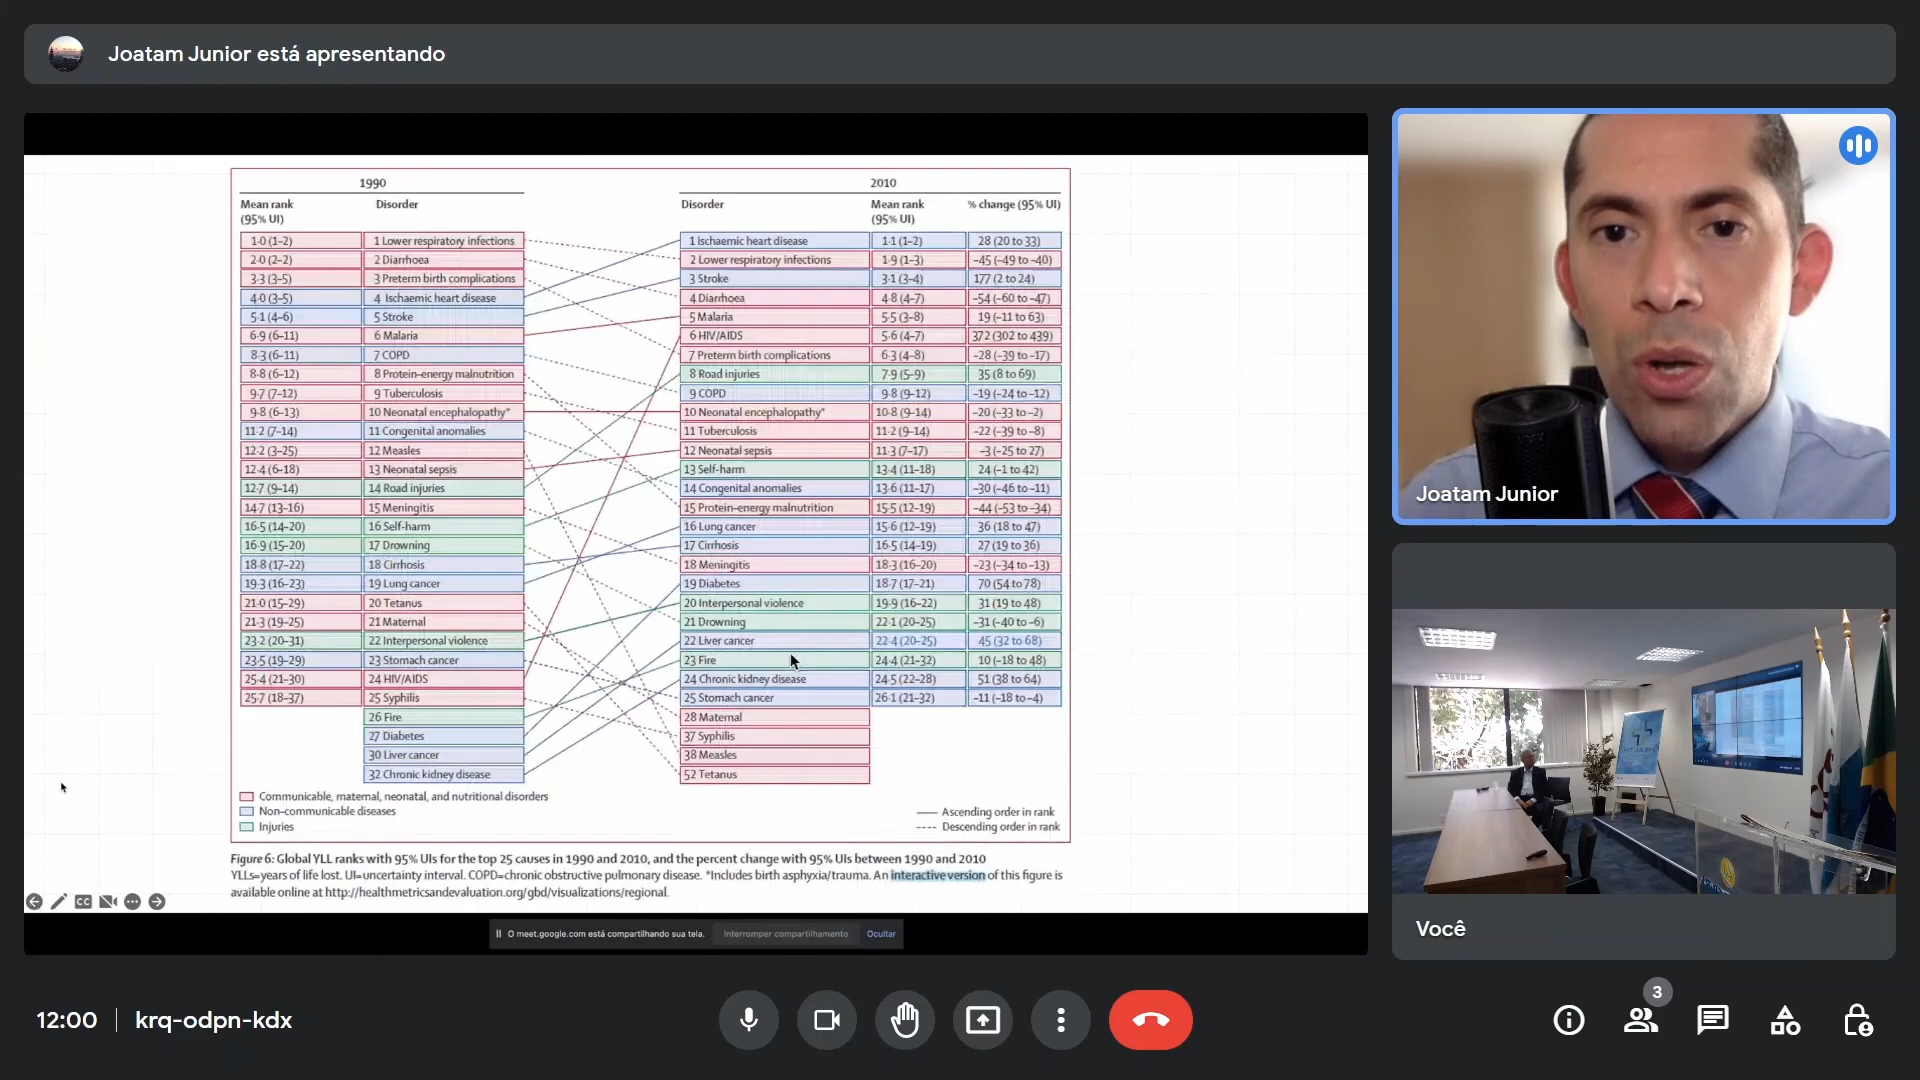 Joatam Junior está apresentando
1990
2010
Mean rank (95% UI) Disorder
Disorder Mean rank (95% UI) % change (95% UI)
1·0 (1–2) 1 Lower respiratory infections
2·0 (2–2) 2 Diarrhoea
3·3 (3–5) 3 Preterm birth complications
4·0 (3–5) 4 Ischaemic heart disease
5·1 (4–6) 5 Stroke
6·9 (6–11) 6 Malaria
8·3 (6–11) 7 COPD
8·8 (6–12) 8 Protein–energy malnutrition
9·7 (7–12) 9 Tuberculosis
9·8 (6–13) 10 Neonatal encephalopathy*
11·2 (7–14) 11 Congenital anomalies
12·2 (3–25) 12 Measles
12·4 (6–18) 13 Neonatal sepsis
12·7 (9–14) 14 Road injuries
14·7 (13–16) 15 Meningitis
16·5 (14–20) 16 Self-harm
16·9 (15–20) 17 Drowning
18·8 (17–22) 18 Cirrhosis
19·3 (16–23) 19 Lung cancer
21·0 (15–29) 20 Tetanus
21·3 (19–25) 21 Maternal
23·2 (20–31) 22 Interpersonal violence
23·5 (19–29) 23 Stomach cancer
25·4 (21–30) 24 HIV/AIDS
25·7 (18–37) 25 Syphilis
26 Fire
27 Diabetes
30 Liver cancer
32 Chronic kidney disease
1 Ischaemic heart disease 1·1 (1–2) 28 (20 to 33)
2 Lower respiratory infections 1·9 (1–3) –45 (–49 to –40)
3 Stroke 3·1 (3–4) 177 (2 to 24)
4 Diarrhoea 4·8 (4–7) –54 (–60 to –47)
5 Malaria 5·5 (3–8) 19 (–11 to 63)
6 HIV/AIDS 5·6 (4–7) 372 (302 to 439)
7 Preterm birth complications 6·3 (4–8) –28 (–39 to –17)
8 Road injuries 7·9 (5–9) 35 (8 to 69)
9 COPD 9·8 (9–12) –19 (–24 to –12)
10 Neonatal encephalopathy* 10·8 (9–14) –20 (–33 to –2)
11 Tuberculosis 11·2 (9–14) –22 (–39 to –8)
12 Neonatal sepsis 11·3 (7–17) –3 (–25 to 27)
13 Self-harm 13·4 (11–18) 24 (–1 to 42)
14 Congenital anomalies 13·6 (11–17) –30 (–46 to –11)
15 Protein–energy malnutrition 15·5 (12–19) –44 (–53 to –34)
16 Lung cancer 15·6 (12–19) 36 (18 to 47)
17 Cirrhosis 16·5 (14–19) 27 (19 to 36)
18 Meningitis 18·3 (16–20) –23 (–34 to –13)
19 Diabetes 18·7 (17–21) 70 (54 to 78)
20 Interpersonal violence 19·9 (16–22) 31 (19 to 48)
21 Drowning 22·1 (20–25) –31 (–40 to –6)
22 Liver cancer 22·4 (20–25) 45 (32 to 68)
23 Fire 24·4 (21–32) 10 (–18 to 48)
24 Chronic kidney disease 24·5 (22–28) 51 (38 to 64)
25 Stomach cancer 26·1 (21–32) –11 (–18 to –4)
28 Maternal
37 Syphilis
38 Measles
52 Tetanus
Communicable, maternal, neonatal, and nutritional disorders
Non-communicable diseases
Injuries
Ascending order in rank
Descending order in rank
Figure 6: Global YLL ranks with 95% UIs for the top 25 causes in 1990 and 2010, and the percent change with 95% UIs between 1990 and 2010
YLLs=years of life lost. UI=uncertainty interval. COPD=chronic obstructive pulmonary disease. *Includes birth asphyxia/trauma. An interactive version of this figure is
available online at http://healthmetricsandevaluation.org/gbd/visualizations/regional.
CC
O meet.google.com está compartilhando sua tela. Interromper compartilhamento Ocultar
Joatam Junior
HEALTH
Você
12:00 krq-odpn-kdx
3